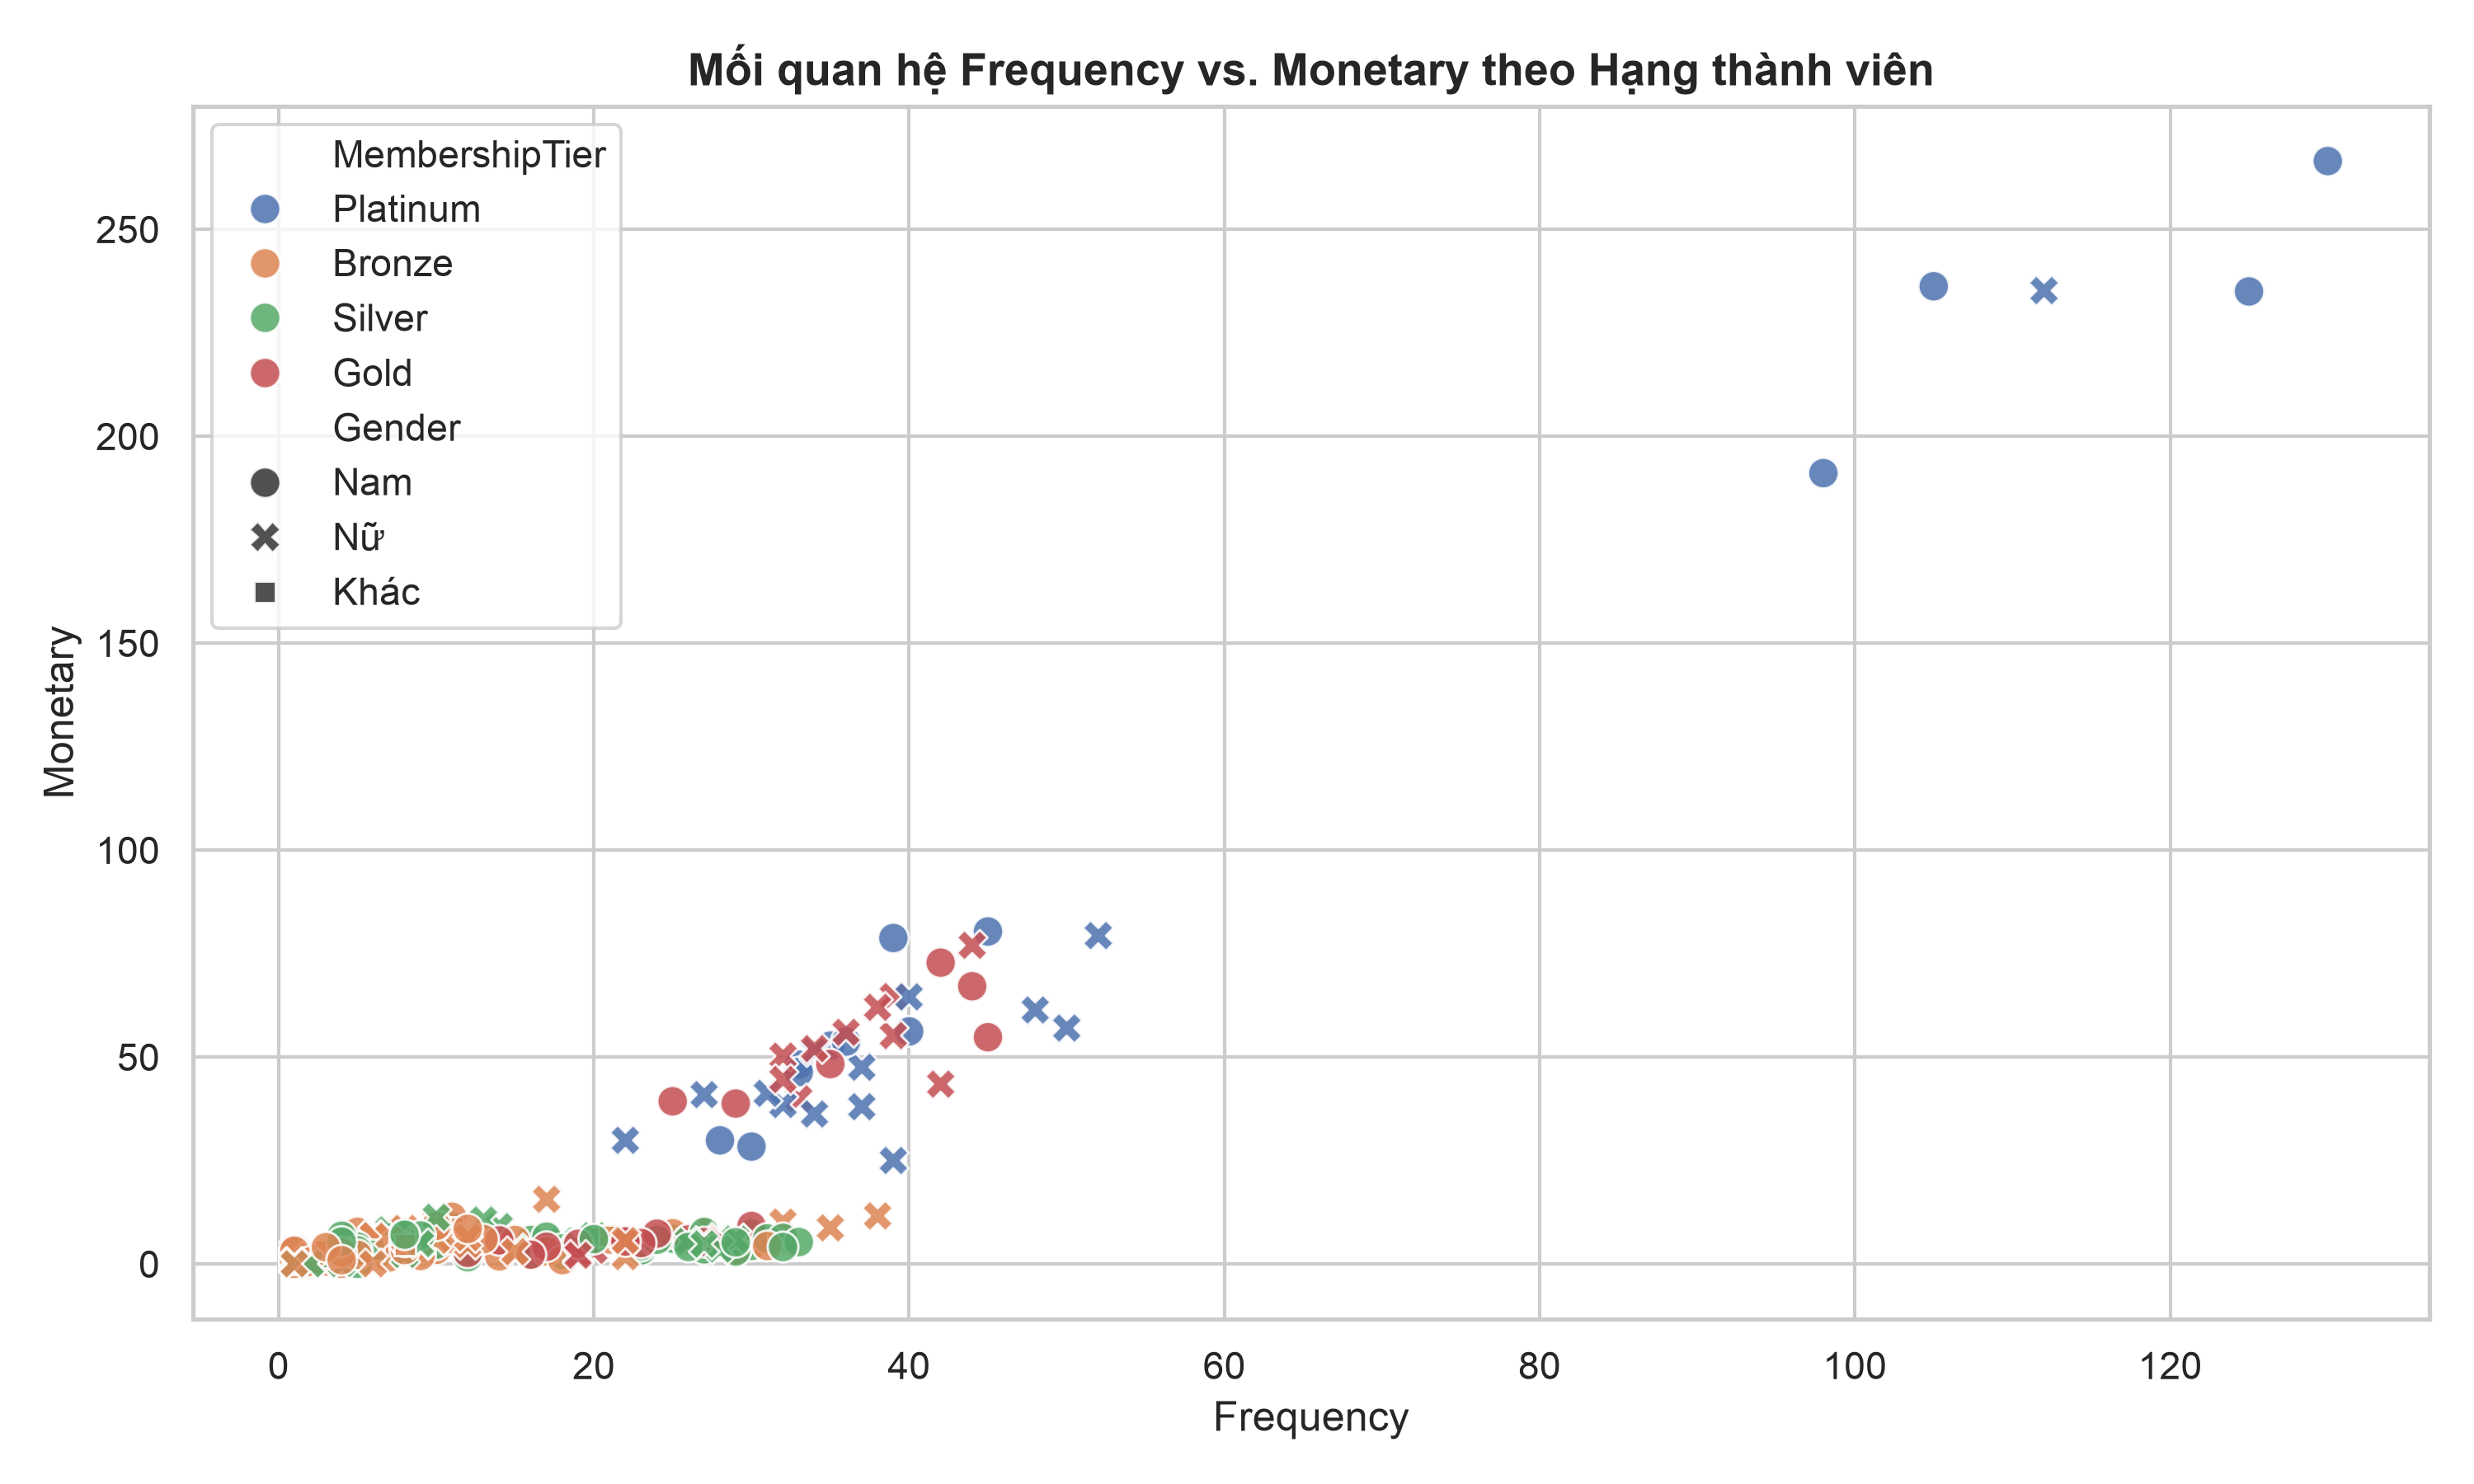 Mối quan hệ Frequency vs. Monetary theo Hạng thành viên
MembershipTier
Platinum
Bronze
Silver
Gold
Gender
Nam
Nữ
Khác
Monetary
250
200
150
100
50
0
0 20 40 60 80 100 120
Frequency